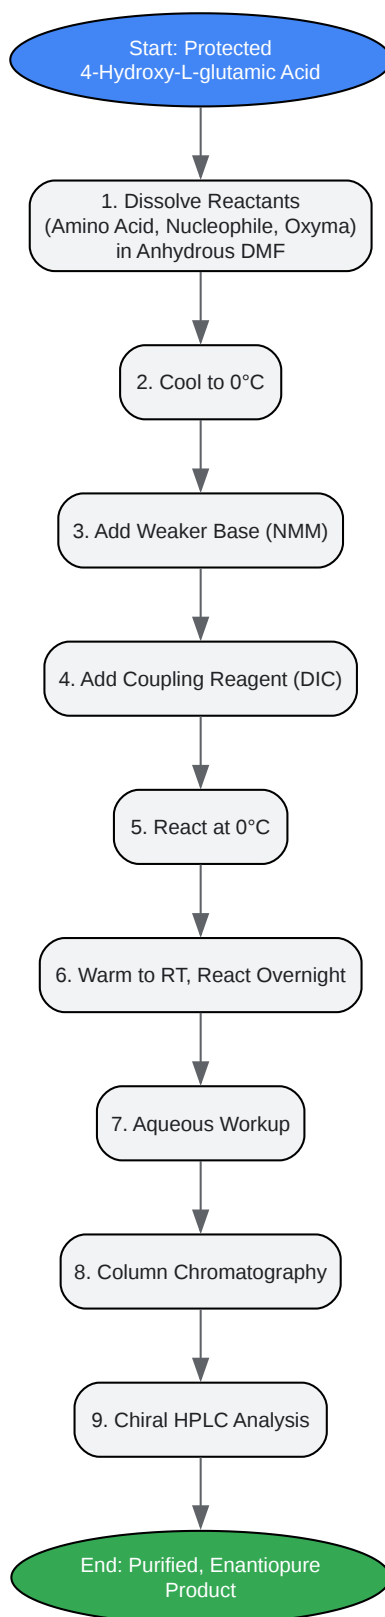 Start: Protected
4-Hydroxy-L-glutamic Acid
1. Dissolve Reactants
(Amino Acid, Nucleophile, Oxyma)
in Anhydrous DMF
2. Cool to 0°C
3. Add Weaker Base (NMM)
4. Add Coupling Reagent (DIC)
5. React at 0°C
6. Warm to RT, React Overnight
7. Aqueous Workup
8. Column Chromatography
9. Chiral HPLC Analysis
End: Purified, Enantiopure
Product